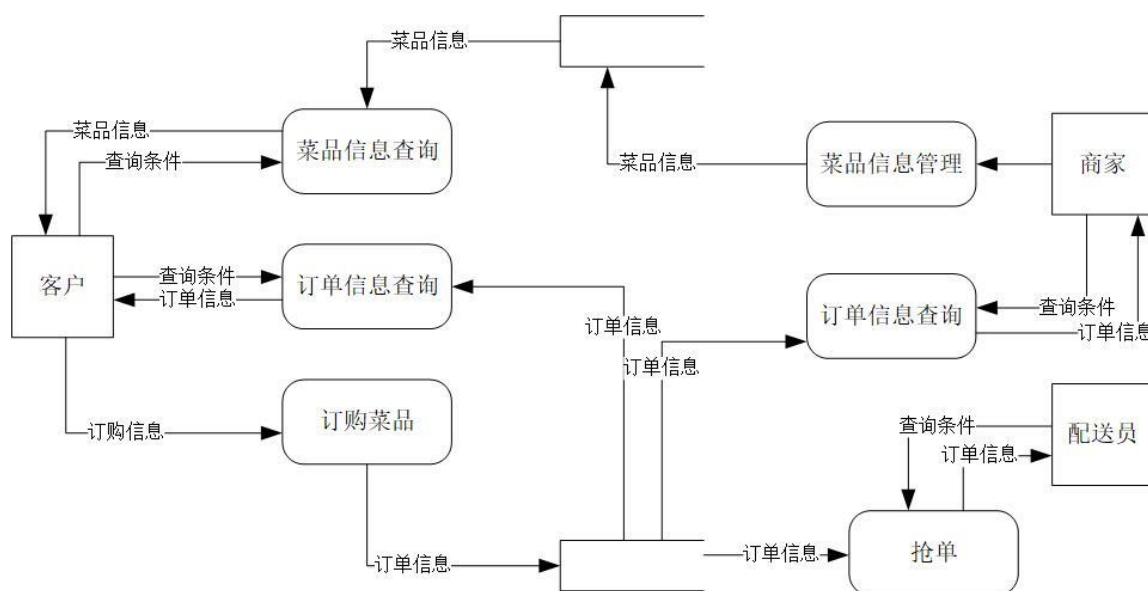 菜品信息
菜品信息
菜品信息查询
查询条件
菜品信息
菜品信息管理
商家
客户
查询条件
订单信息
订单信息查询
订单信息
订单信息
订单信息查询
查询条件
订单信息
订购信息
订购菜品
查询条件
订单信息
配送员
订单信息
订单信息
抢单